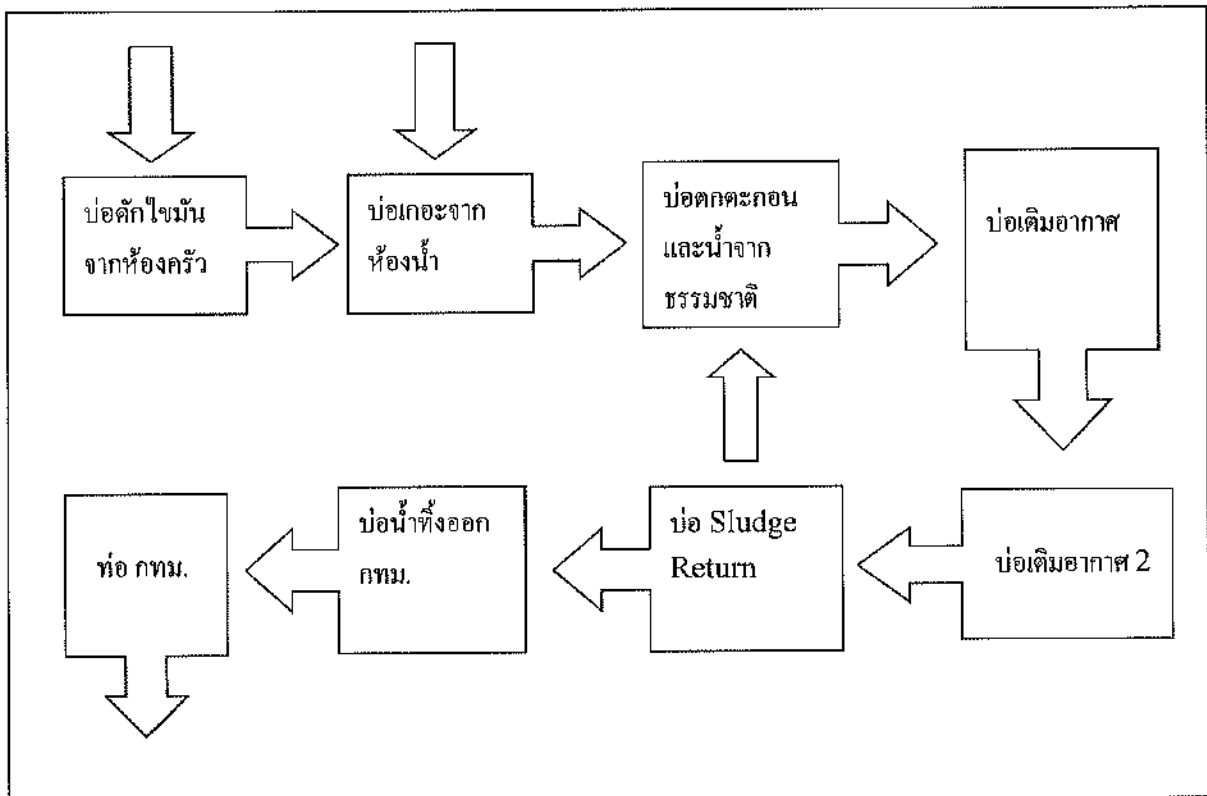 บ่อดักไขมัน
จากห้องครัว
บ่อเกอะจาก
ห้องน้ำ
บ่อตกตะกอน
และน้ำจาก
ธรรมชาติ
บ่อเติมอากาศ
ท่อ กทม.
บ่อน้ำทิ้งออก
กทม.
บ่อ Sludge
Return
บ่อเติมอากาศ 2